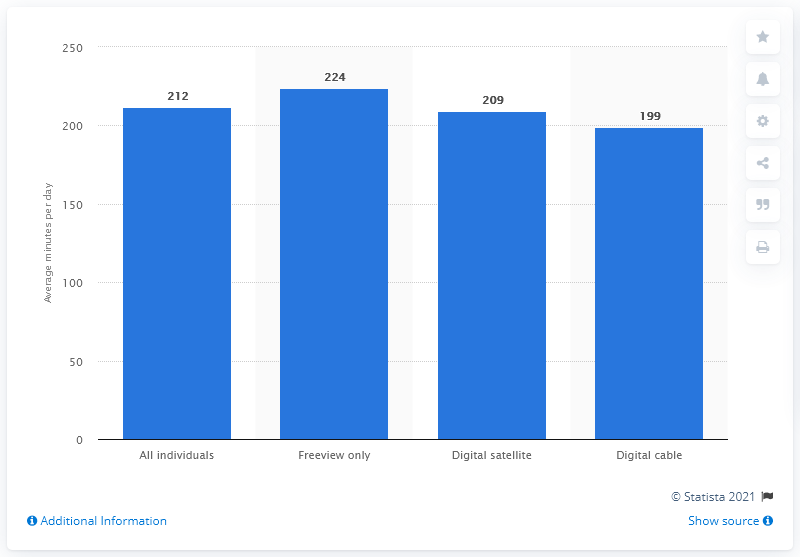 250
200
150
100
50
0
Average minutes per day
212
224
209
199
All individuals
Freeview only
Digital satellite
Digital cable
© Statista 2021
Additional Information
Show source